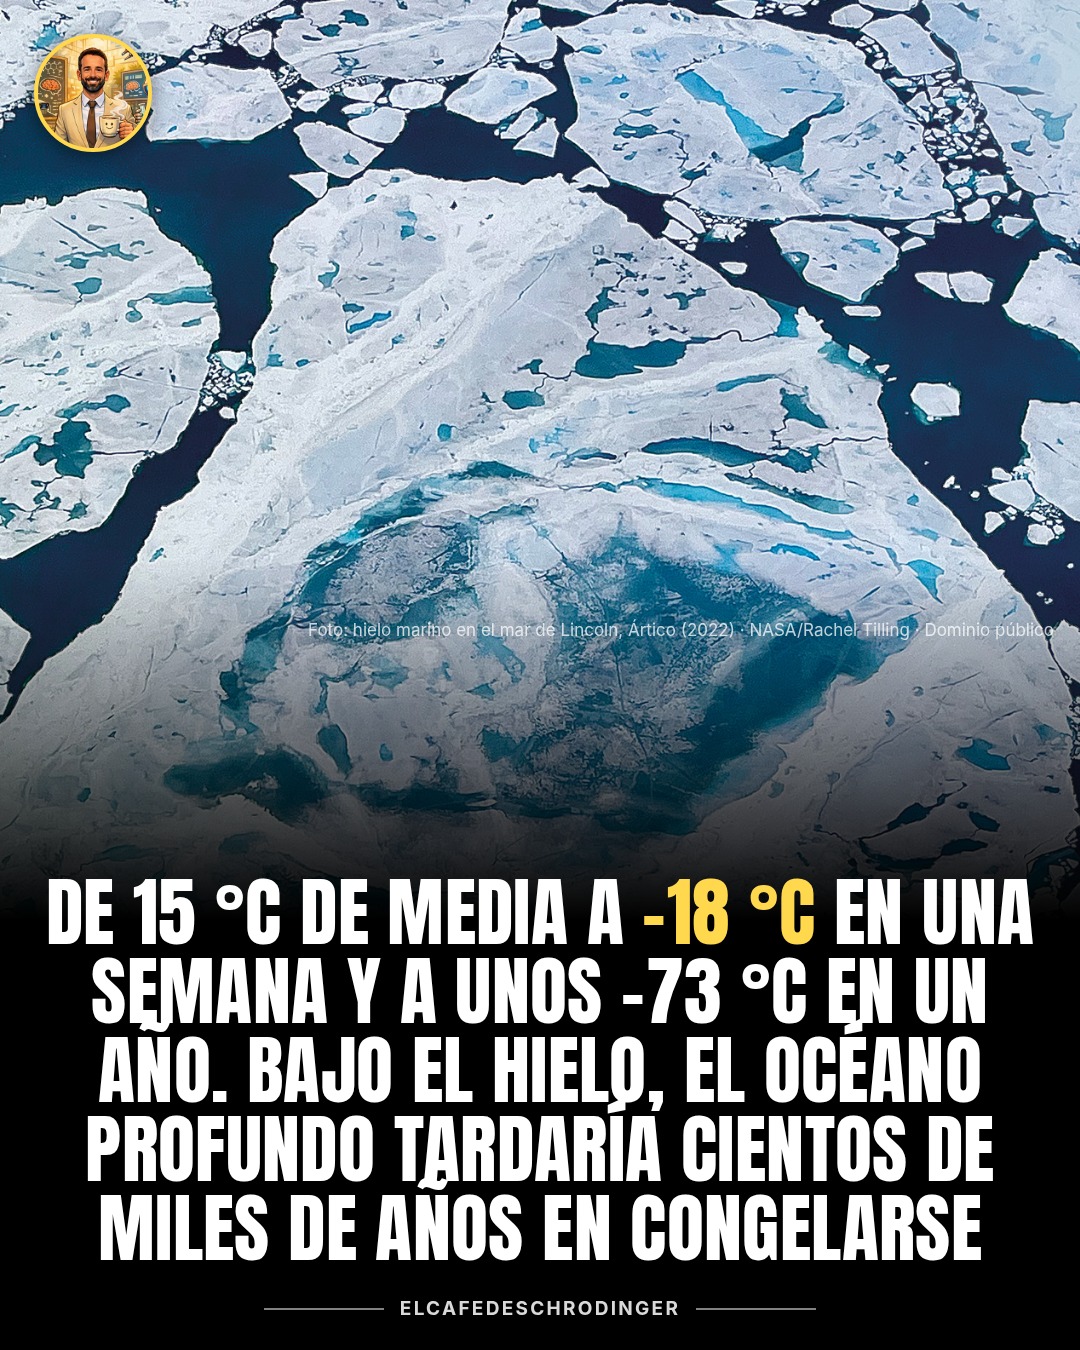 Foto: hielo marino en el mar de Lincoln, Ártico (2022) · NASA/Rachel Tilling · Dominio público
DE 15 °C DE MEDIA A -18 °C EN UNA
SEMANA Y A UNOS -73 °C EN UN
AÑO. BAJO EL HIELO, EL OCÉANO
PROFUNDO TARDARÍA CIENTOS DE
MILES DE AÑOS EN CONGELARSE
ELCAFEDESCHRODINGER